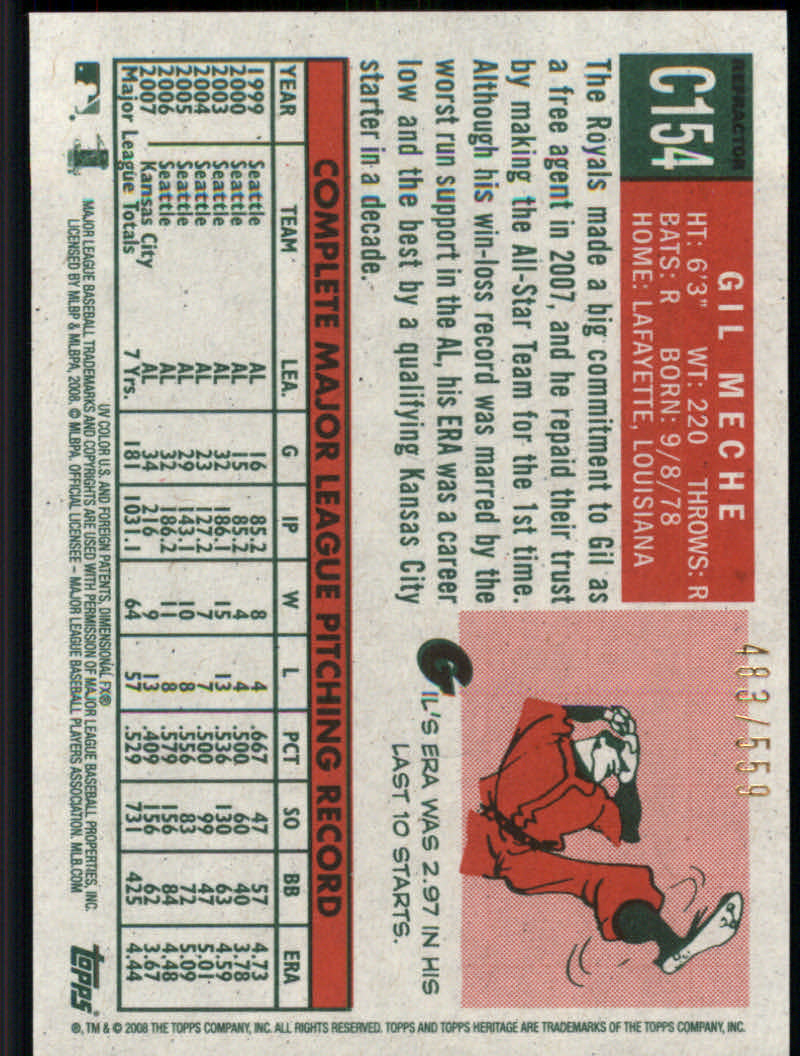 REFRACTOR
C154
GIL MECHE
HT: 6'3" WT: 220 THROWS: R
BATS: R BORN: 9/8/78
HOME: LAFAYETTE, LOUISIANA
483/559
The Royals made a big commitment to Gil as
a free agent in 2007, and he repaid their trust
by making the All-Star Team for the 1st time.
Although his win-loss record was marred by the
worst run support in the AL, his ERA was a career
low and the best by a qualifying Kansas City
starter in a decade.
GIL'S ERA WAS 2.97 IN HIS
LAST 10 STARTS.
COMPLETE MAJOR LEAGUE PITCHING RECORD
YEAR TEAM LEA. G IP W L PCT SO BB ERA
1999 Seattle AL 16 85.2 8 4 .667 47 57 4.73
2000 Seattle AL 15 85.2 4 4 .500 60 40 3.78
2003 Seattle AL 32 186.1 15 13 .536 130 63 4.59
2004 Seattle AL 23 127.2 7 7 .500 99 47 5.01
2005 Seattle AL 29 143.1 10 8 .556 83 72 5.09
2006 Seattle AL 32 186.2 11 8 .579 156 84 4.48
2007 Kansas City AL 34 216 9 13 .409 156 62 3.67
Major League Totals 7 Yrs. 181 1031.1 64 57 .529 731 425 4.44
UV COLOR U.S. AND FOREIGN PATENTS, DIMENSIONAL FX®
MAJOR LEAGUE BASEBALL TRADEMARKS AND COPYRIGHTS ARE USED WITH PERMISSION OF MAJOR LEAGUE BASEBALL PROPERTIES, INC.
LICENSED BY MLBP & MLBPA, 2008. © MLBPA. OFFICIAL LICENSEE – MAJOR LEAGUE BASEBALL PLAYERS ASSOCIATION. MLB.COM
topps
®, TM & © 2008 THE TOPPS COMPANY, INC. ALL RIGHTS RESERVED. TOPPS AND TOPPS HERITAGE ARE TRADEMARKS OF THE TOPPS COMPANY, INC.